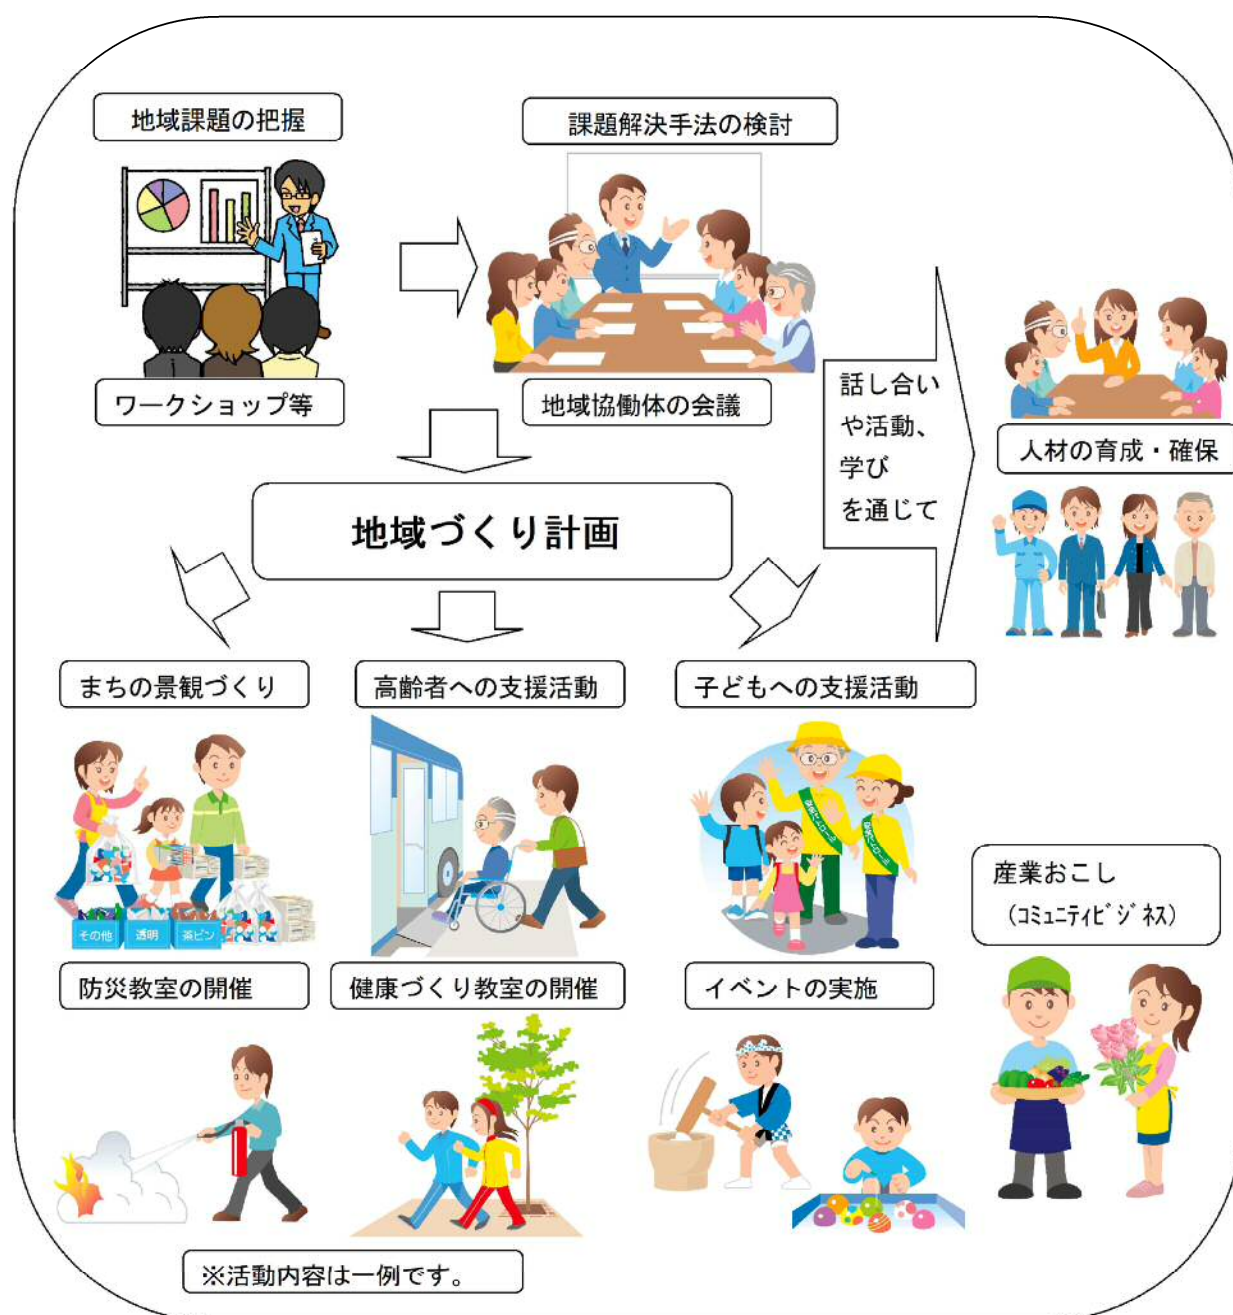 地域課題の把握
課題解決手法の検討
ワークショップ等
地域協働体の会議
話し合い
や活動、
学び
を通じて
人材の育成・確保
地域づくり計画
まちの景観づくり
高齢者への支援活動
子どもへの支援活動
その他
透明
茶ビン
産業おこし
（ｺﾐｭﾆﾃｨﾋﾞｼﾞﾈｽ）
防災教室の開催
健康づくり教室の開催
イベントの実施
※活動内容は一例です。